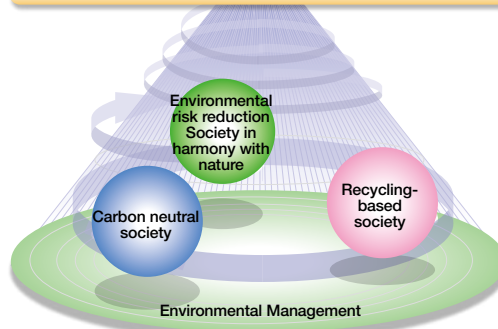 Environmental
risk reduction
Society in
harmony with
nature
Carbon neutral
society
Recycling-
based
society
Environmental Management